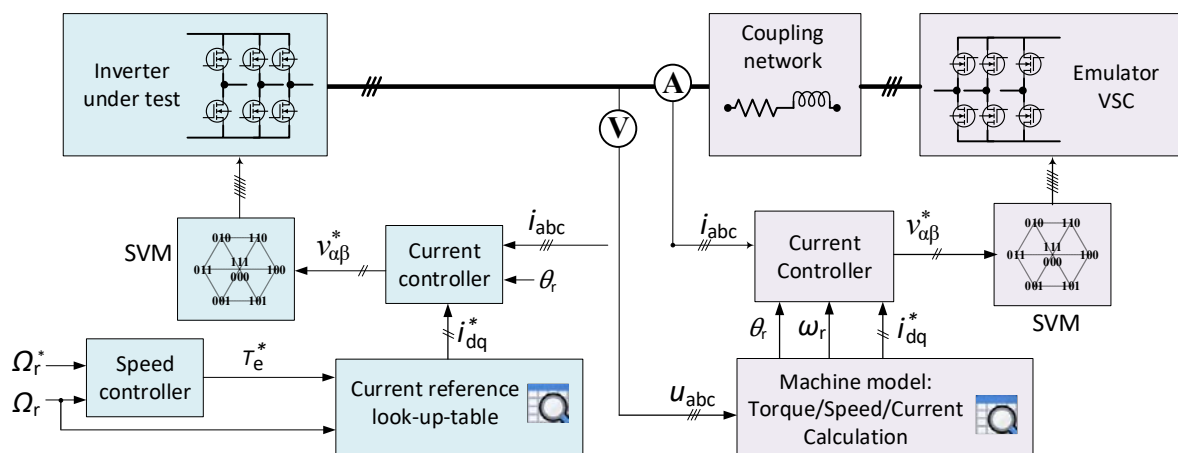 Inverter
under test
A
V
Coupling
network
Emulator
VSC
SVM
010 110
011 111 100
000
001 101
v*αβ
Current
controller
iabc
θr
i*dq
Ωr*
Ωr
Speed
controller
Te*
Current reference
look-up-table
iabc
Current
Controller
v*αβ
010 110
011 111 100
000
001 101
SVM
θr
ωr
i*dq
uabc
Machine model:
Torque/Speed/Current
Calculation